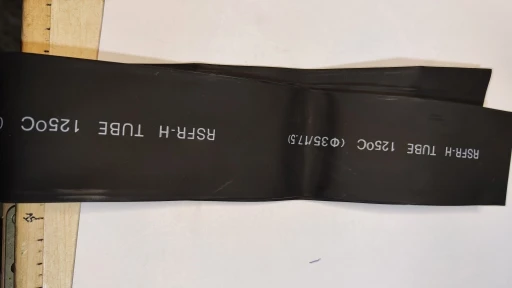 RSFR-H TUBE 125ºC (Φ35/17.5) RSFR-H TUBE 125ºC (